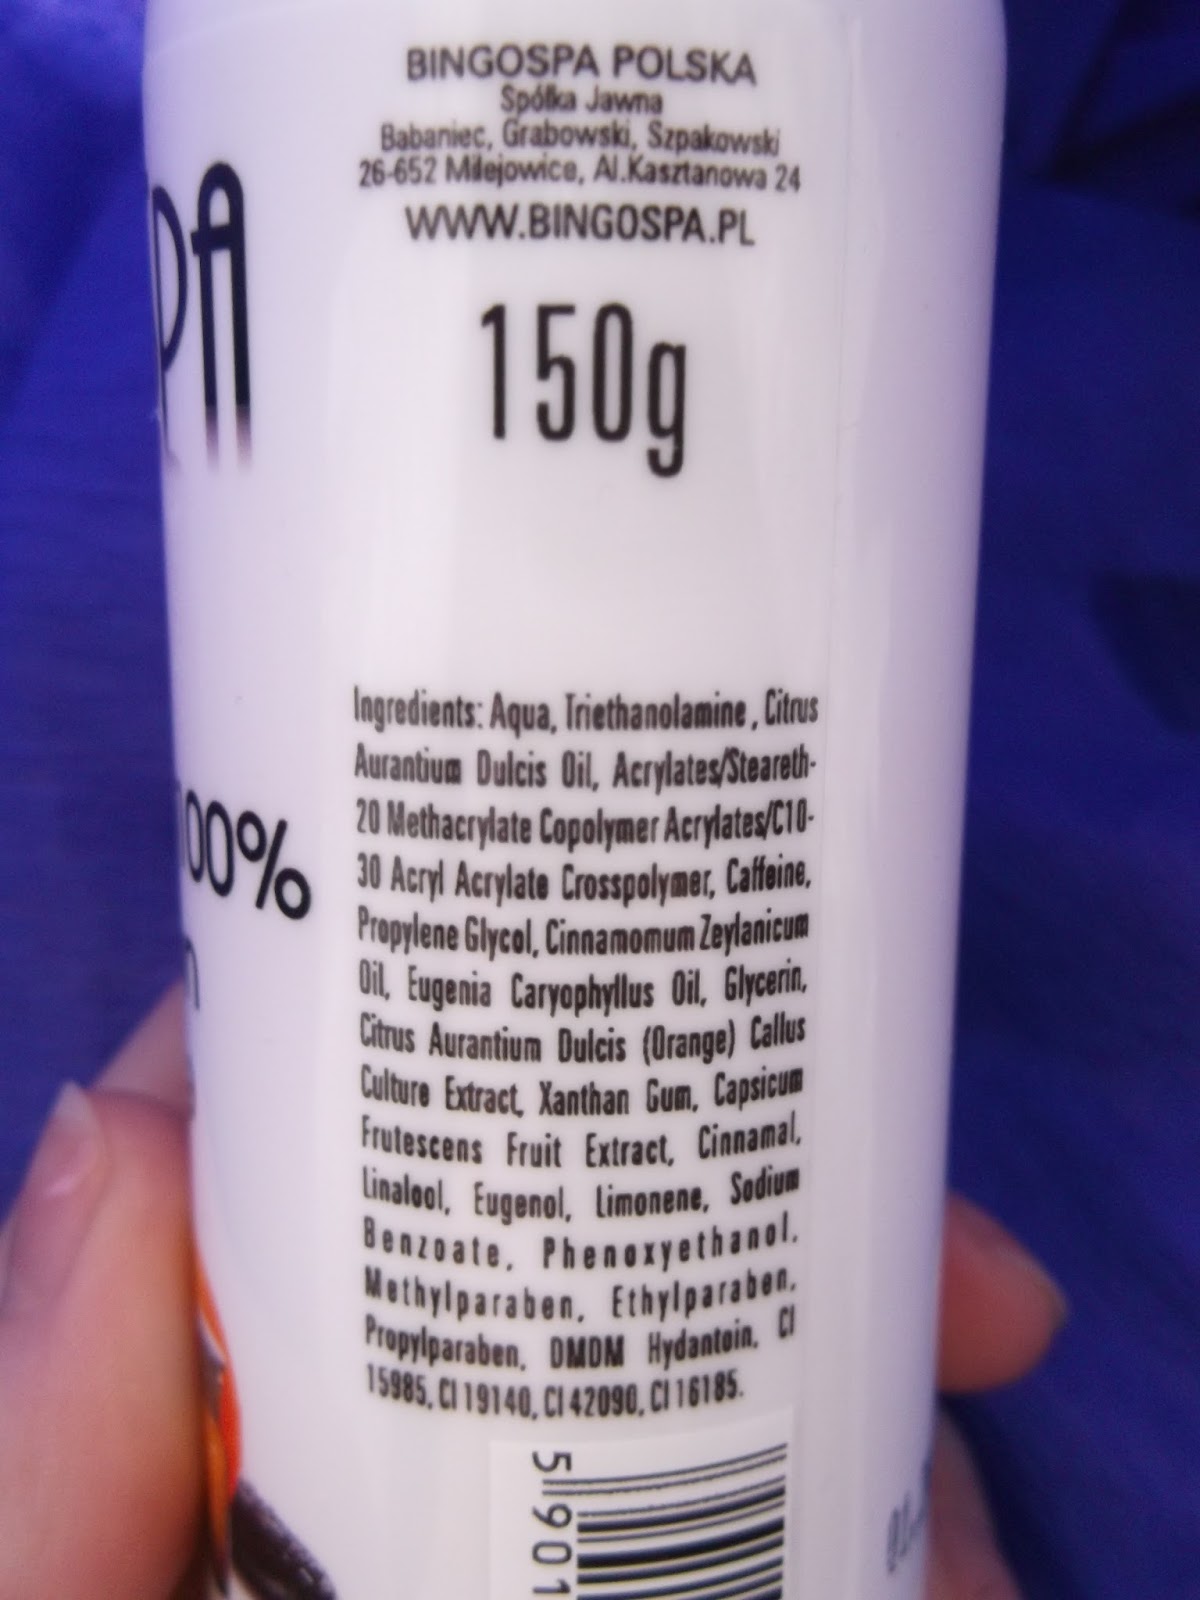 BINGOSPA POLSKA
Spółka Jawna
Babaniec, Grabowski, Szpakowski
26-652 Milejowice, Al.Kasztanowa 24
WWW.BINGOSPA.PL
PA
150g
100%
Ingredients: Aqua, Triethanolamine , Citrus
Aurantium Dulcis Oil, Acrylates/Steareth-
20 Methacrylate Copolymer Acrylates/C10-
30 Acryl Acrylate Crosspolymer, Caffeine,
Propylene Glycol, Cinnamomum Zeylanicum
Oil, Eugenia Caryophyllus Oil, Glycerin,
Citrus Aurantium Dulcis (Orange) Callus
Culture Extract, Xanthan Gum, Capsicum
Frutescens Fruit Extract, Cinnamal,
Linalool, Eugenol, Limonene, Sodium
Benzoate, Phenoxyethanol,
Methylparaben, Ethylparaben,
Propylparaben, DMDM Hydantoin, CI
15985, CI 19140, CI 42090, CI 16185.
5 901